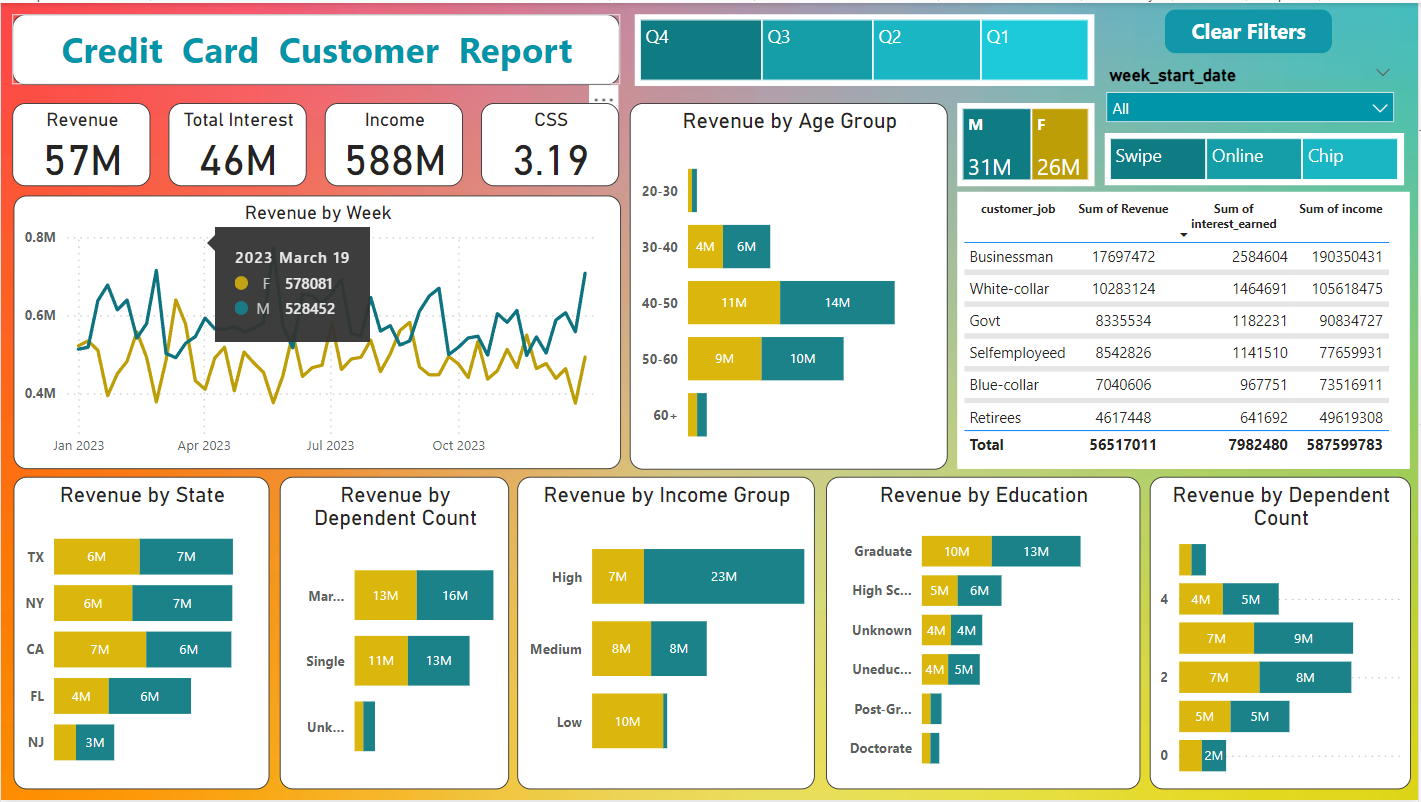 Credit Card Customer Report
Q4
Q3
Q2
Q1
Clear Filters
week_start_date
All
...
Revenue
57M
Total Interest
46M
Income
588M
CSS
3.19
Revenue by Week
0.8M
0.6M
0.4M
Jan 2023
Apr 2023
Jul 2023
Oct 2023
2023 March 19
F 578081
M 528452
Revenue by Age Group
20-30
30-40 4M 6M
40-50 11M 14M
50-60 9M 10M
60+
M
31M
F
26M
Swipe
Online
Chip
customer_job Sum of Revenue Sum of interest_earned Sum of income
Businessman 17697472 2584604 190350431
White-collar 10283124 1464691 105618475
Govt 8335534 1182231 90834727
Selfemployeed 8542826 1141510 77659931
Blue-collar 7040606 967751 73516911
Retirees 4617448 641692 49619308
Total 56517011 7982480 587599783
Revenue by State
TX 6M 7M
NY 6M 7M
CA 7M 6M
FL 4M 6M
NJ 3M
Revenue by
Dependent Count
Mar... 13M 16M
Single 11M 13M
Unk...
Revenue by Income Group
High 7M 23M
Medium 8M 8M
Low 10M
Revenue by Education
Graduate 10M 13M
High Sc... 5M 6M
Unknown 4M 4M
Uneduc... 4M 5M
Post-Gr...
Doctorate
Revenue by Dependent
Count
4 4M 5M
7M 9M
2 7M 8M
5M 5M
0 2M